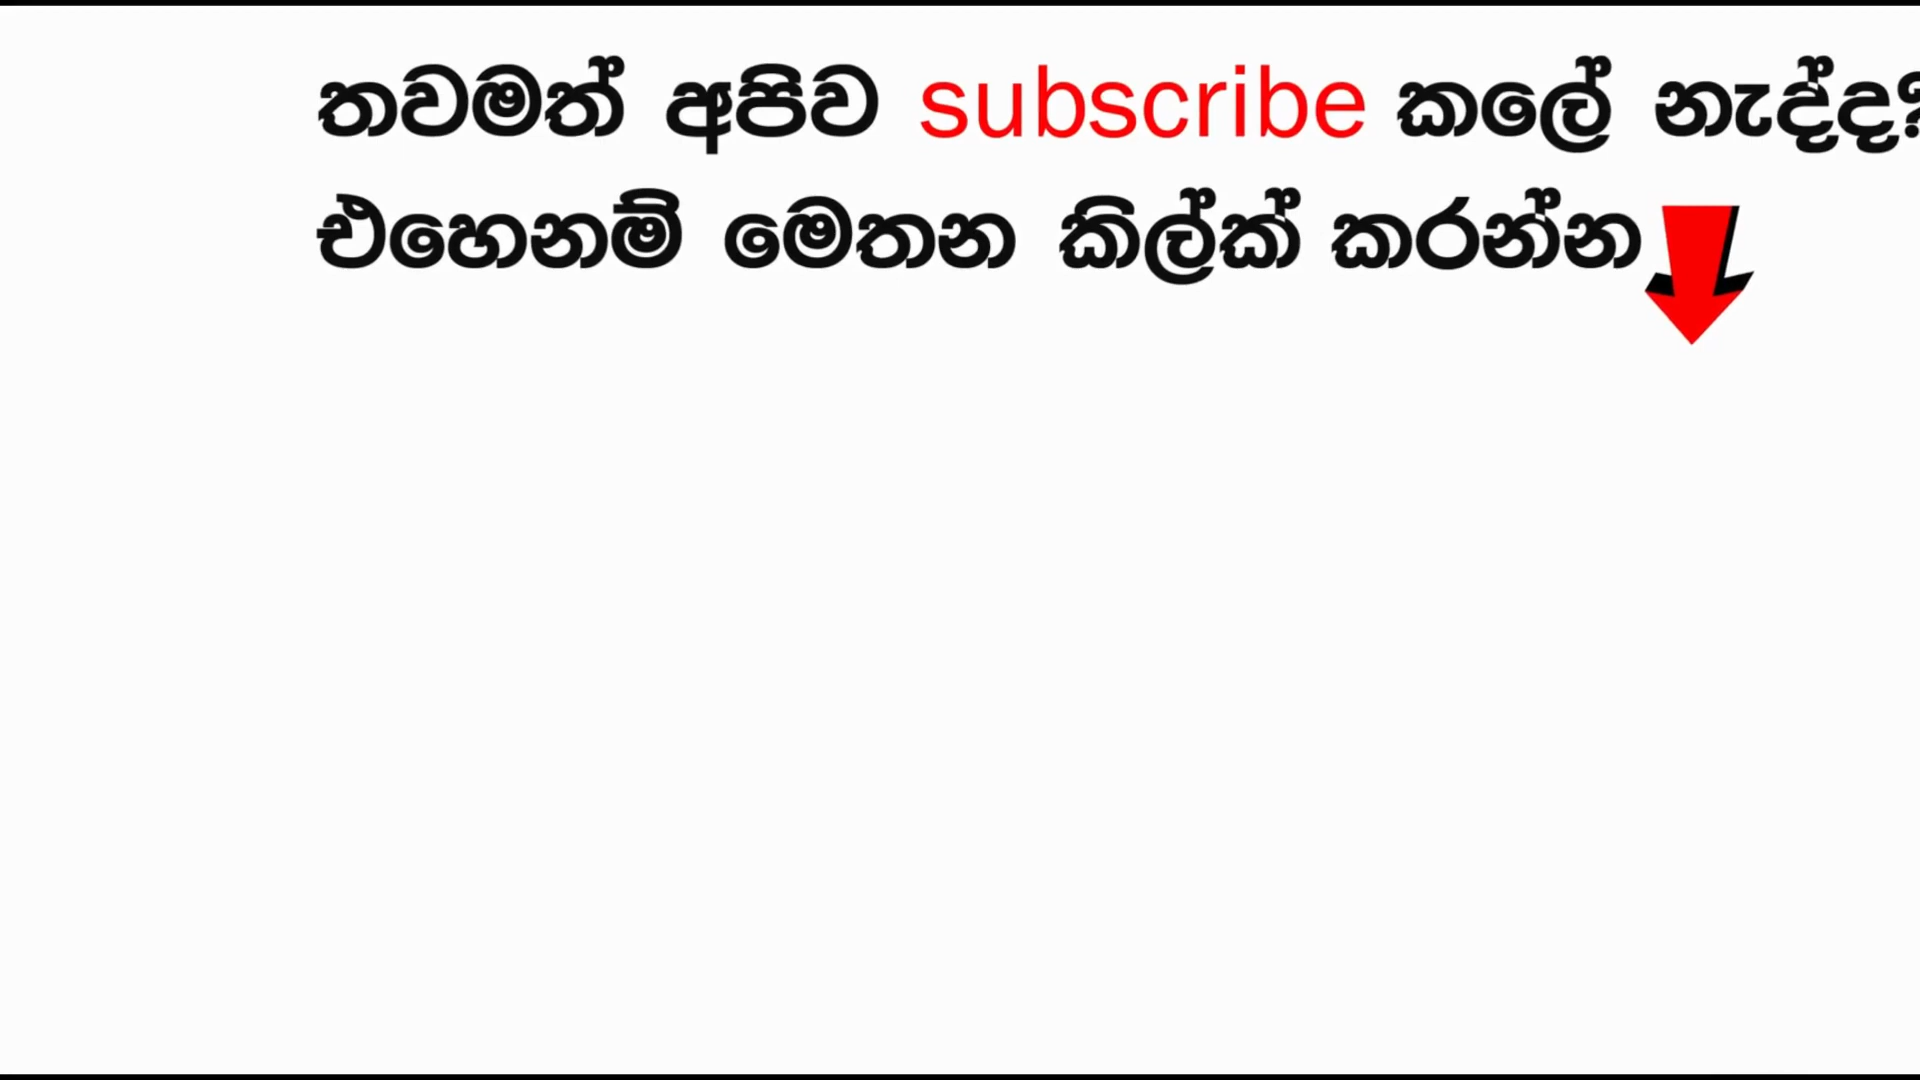 තවමත් අපිව subscribe කලේ නැද්ද?
එහෙනම් මෙතන කිල්ක් කරන්න